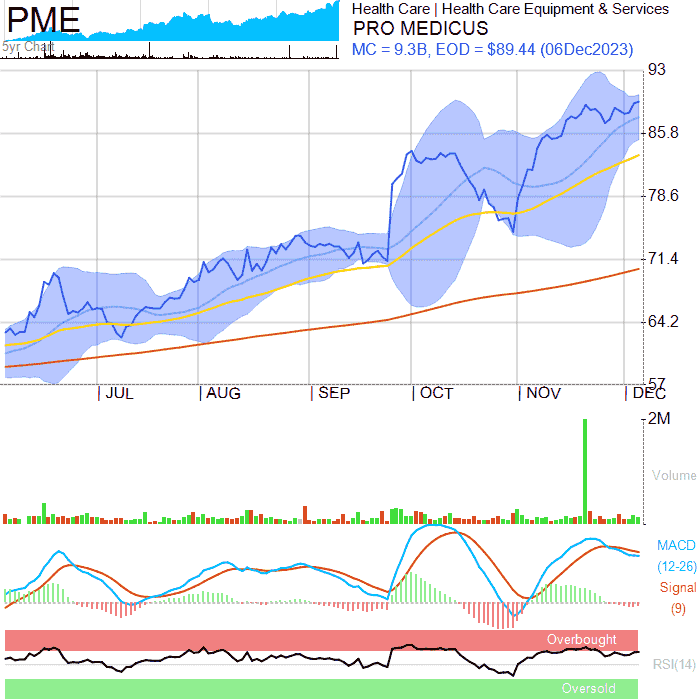 PME
Health Care | Health Care Equipment & Services
PRO MEDICUS
5yr Chart
MC = 9.3B, EOD = $89.44 (06Dec2023)
93
85.8
78.6
71.4
64.2
57
JUL AUG SEP OCT NOV DEC
2M
Volume
MACD
(12-26)
Signal
(9)
Overbought
RSI(14)
Oversold